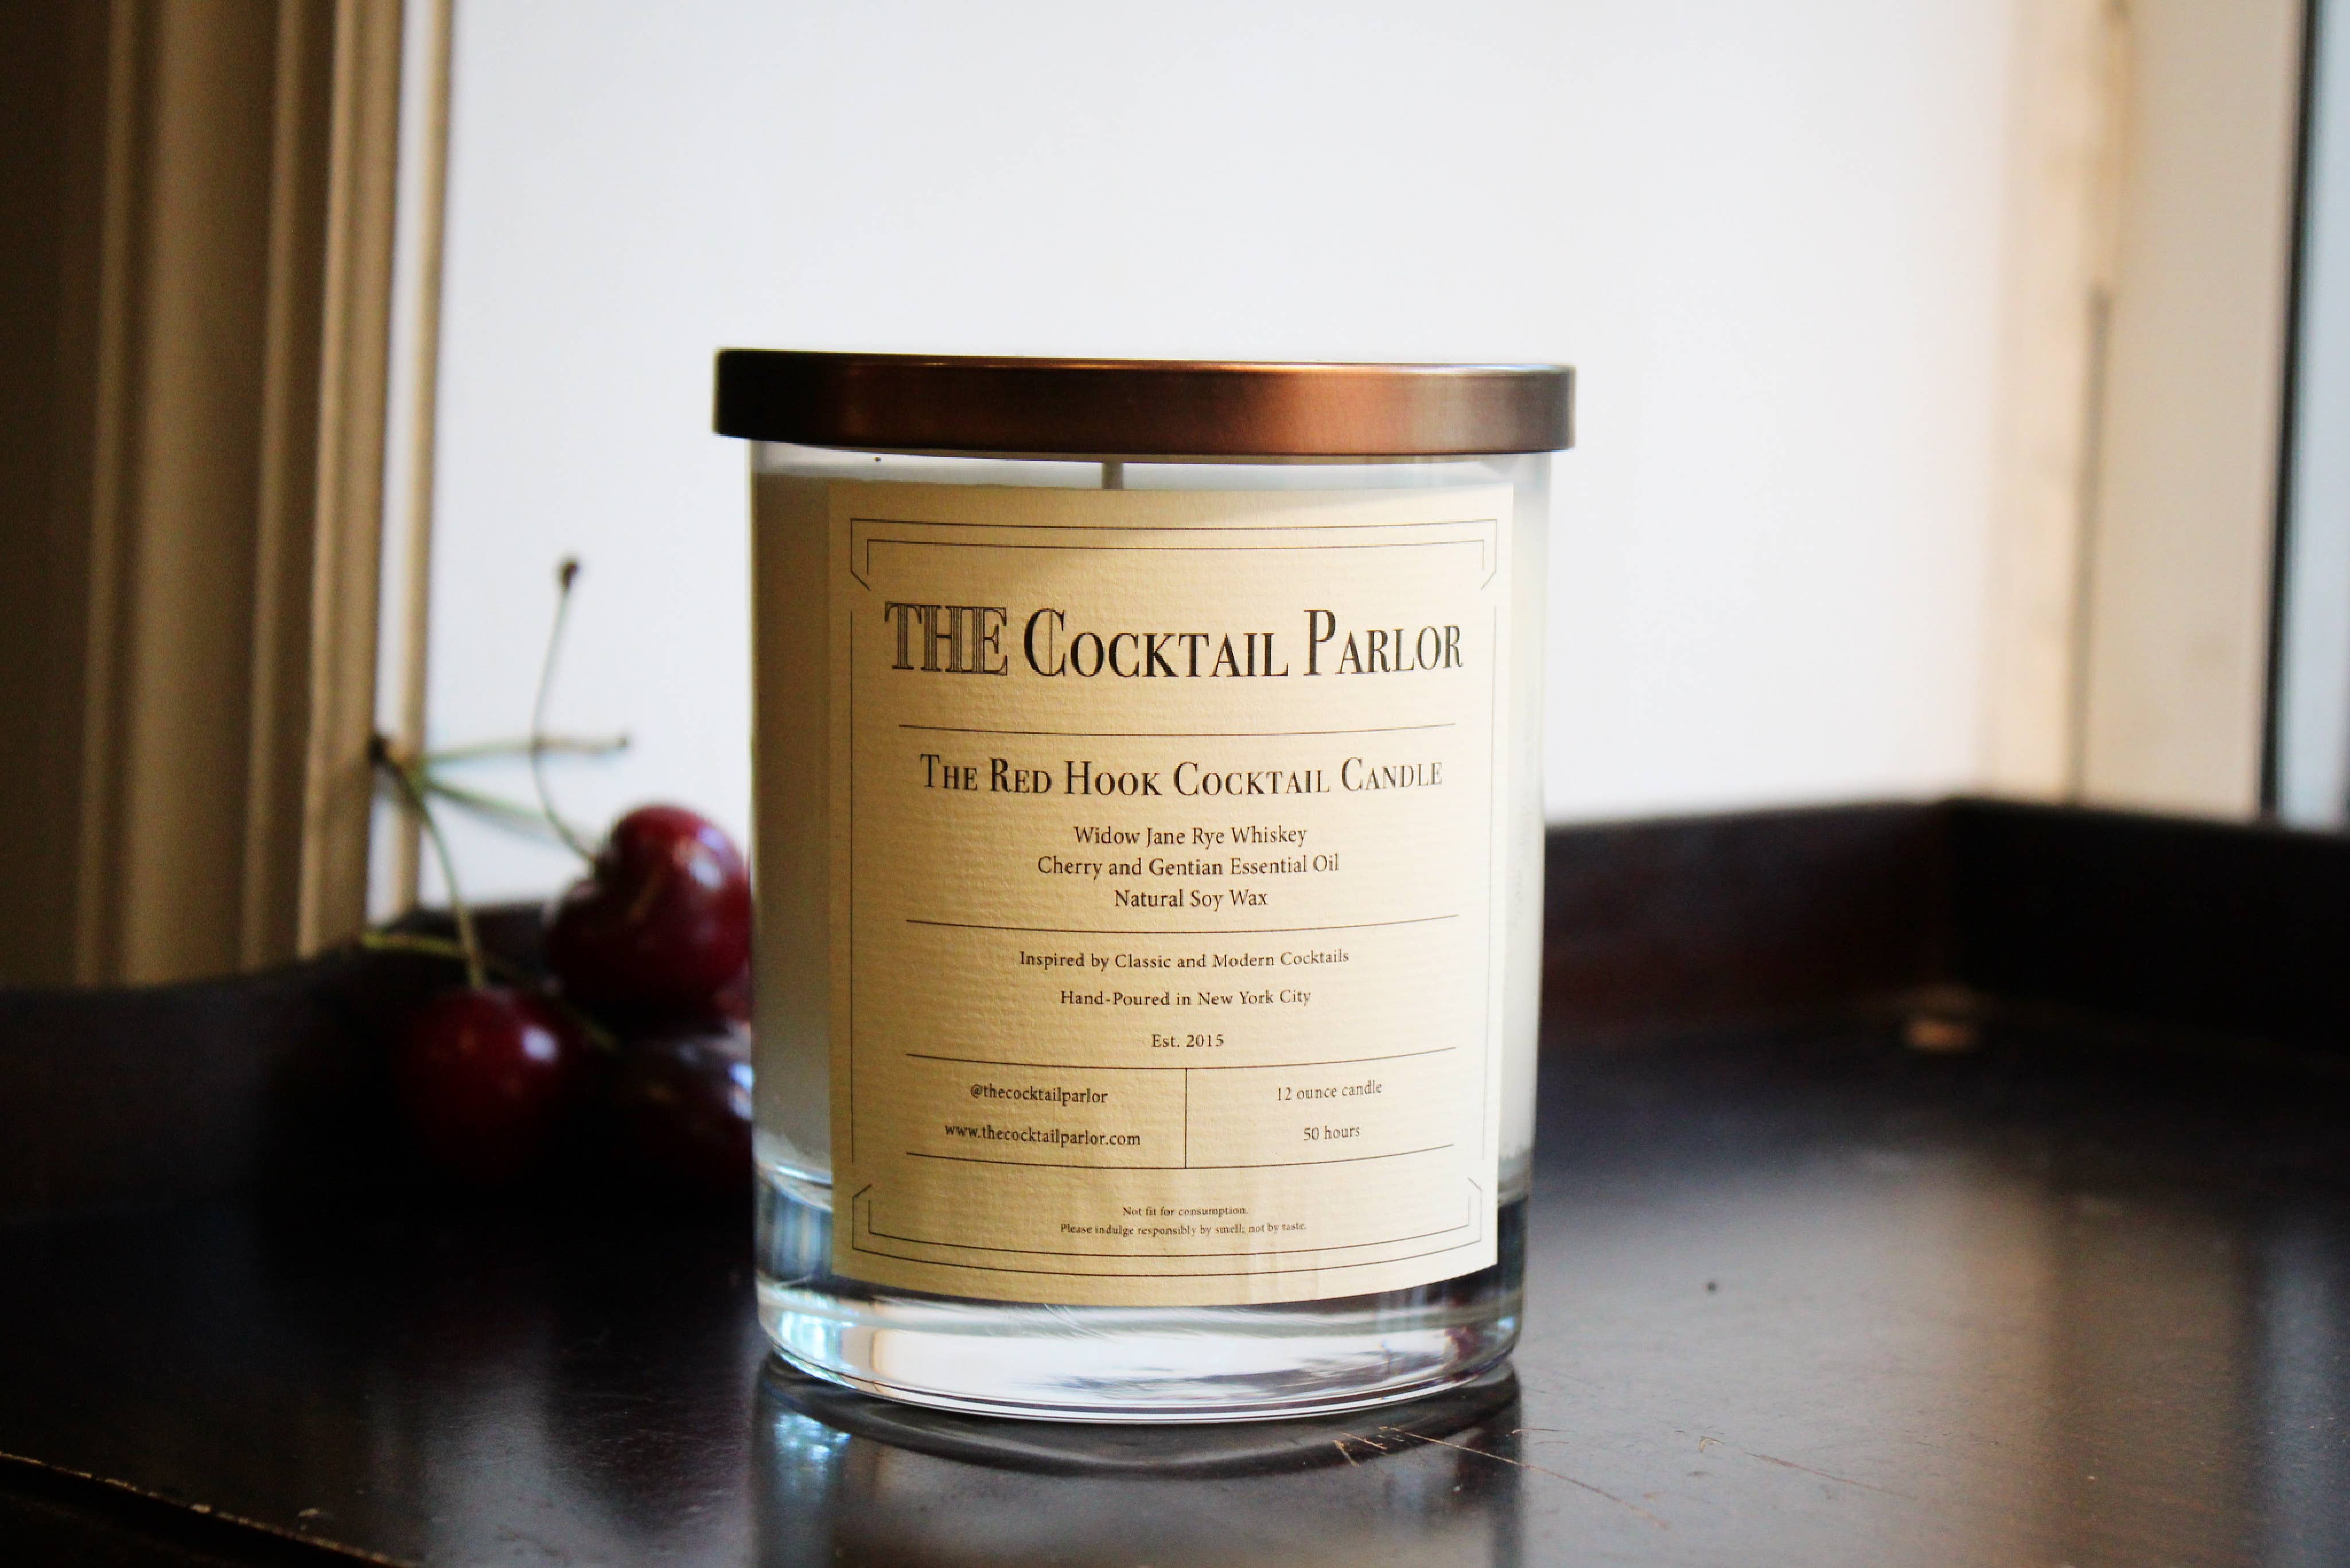 THE COCKTAIL PARLOR
THE RED HOOK COCKTAIL CANDLE
Widow Jane Rye Whiskey
Cherry and Gentian Essential Oil
Natural Soy Wax
Inspired by Classic and Modern Cocktails
Hand-Poured in New York City
Est. 2015
@thecocktailparlor
www.thecocktailparlor.com
12 ounce candle
50 hours
Not fit for consumption.
Please indulge responsibly by smell; not by taste.